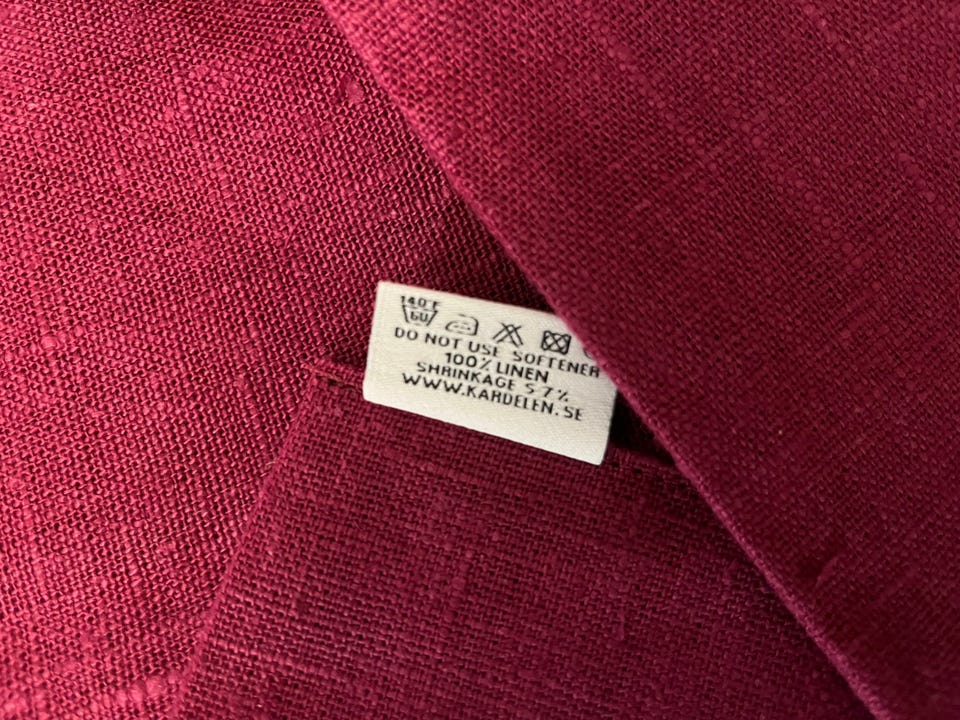 140°F
60
DO NOT USE SOFTENER
100% LINEN
SHRINKAGE 5 7%
WWW.KARDELEN.SE